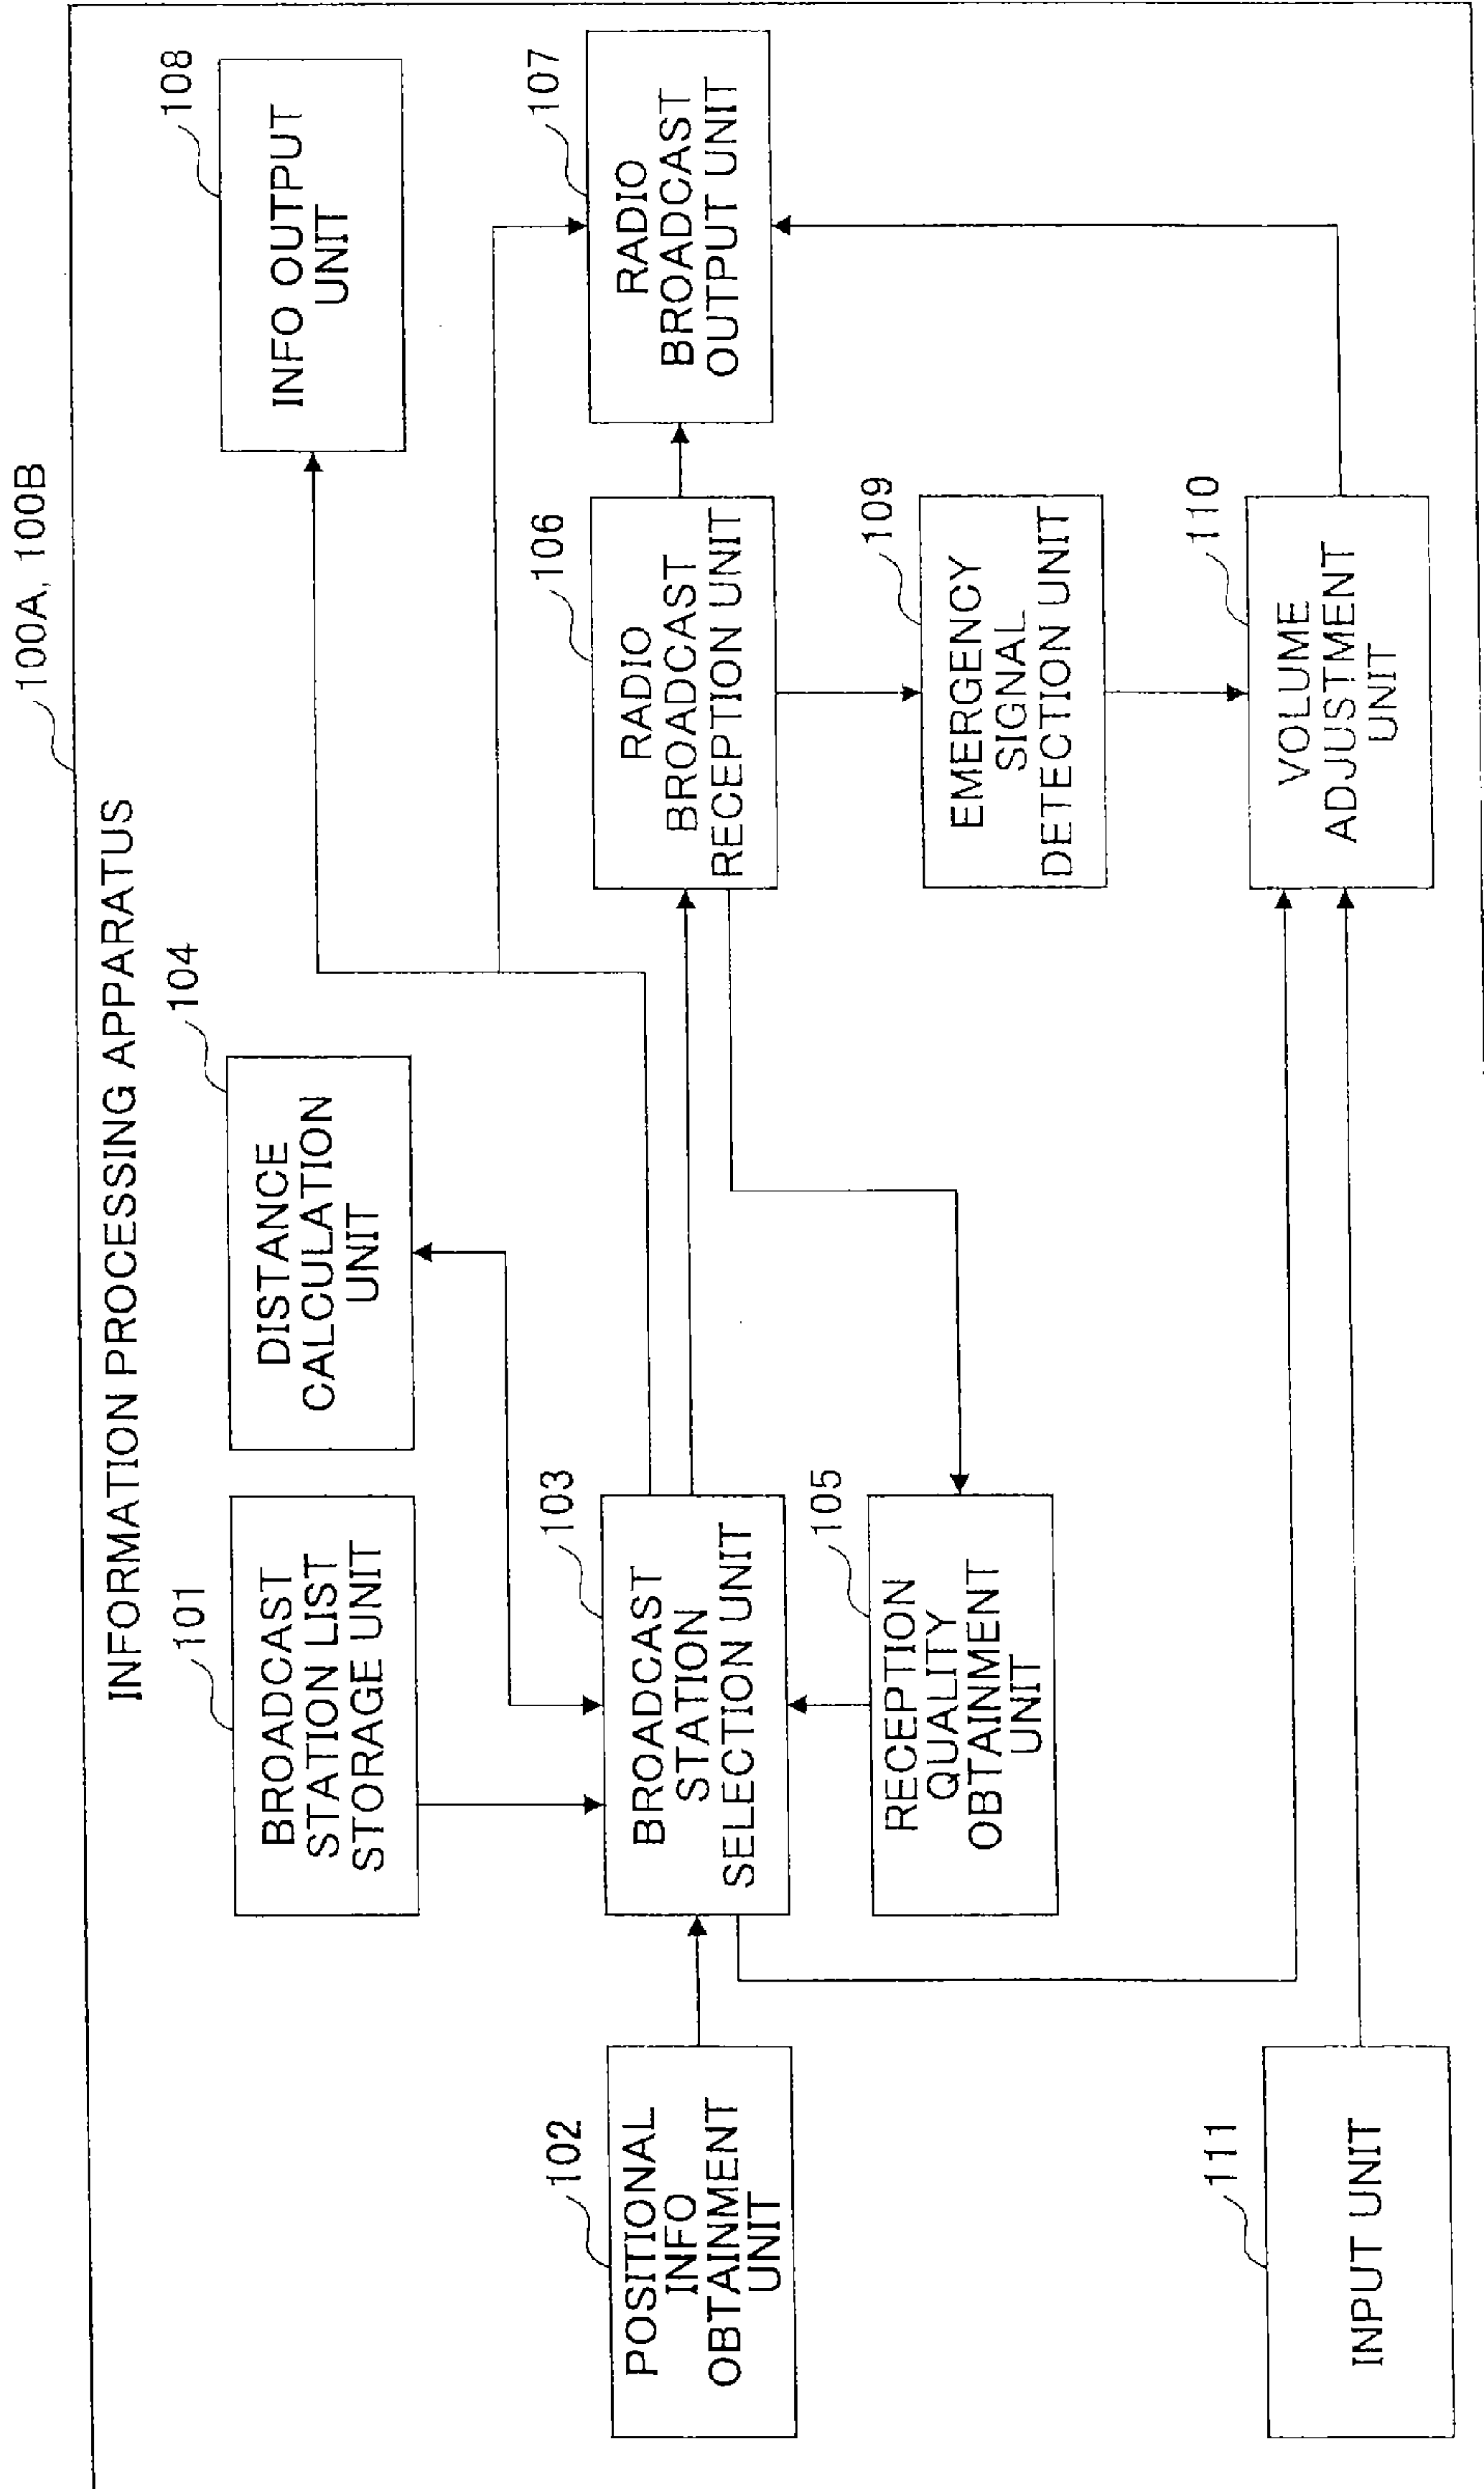 100A, 100B
INFORMATION PROCESSING APPARATUS
101
BROADCAST
STATION LIST
STORAGE UNIT
104
DISTANCE
CALCULATION
UNIT
108
INFO OUTPUT
UNIT
102
POSITIONAL
INFO
OBTAINMENT
UNIT
103
BROADCAST
STATION
SELECTION UNIT
106
RADIO
BROADCAST
RECEPTION UNIT
107
RADIO
BROADCAST
OUTPUT UNIT
105
RECEPTION
QUALITY
OBTAINMENT
UNIT
109
EMERGENCY
SIGNAL
DETECTION UNIT
111
INPUT UNIT
110
VOLUME
ADJUSTMENT
UNIT